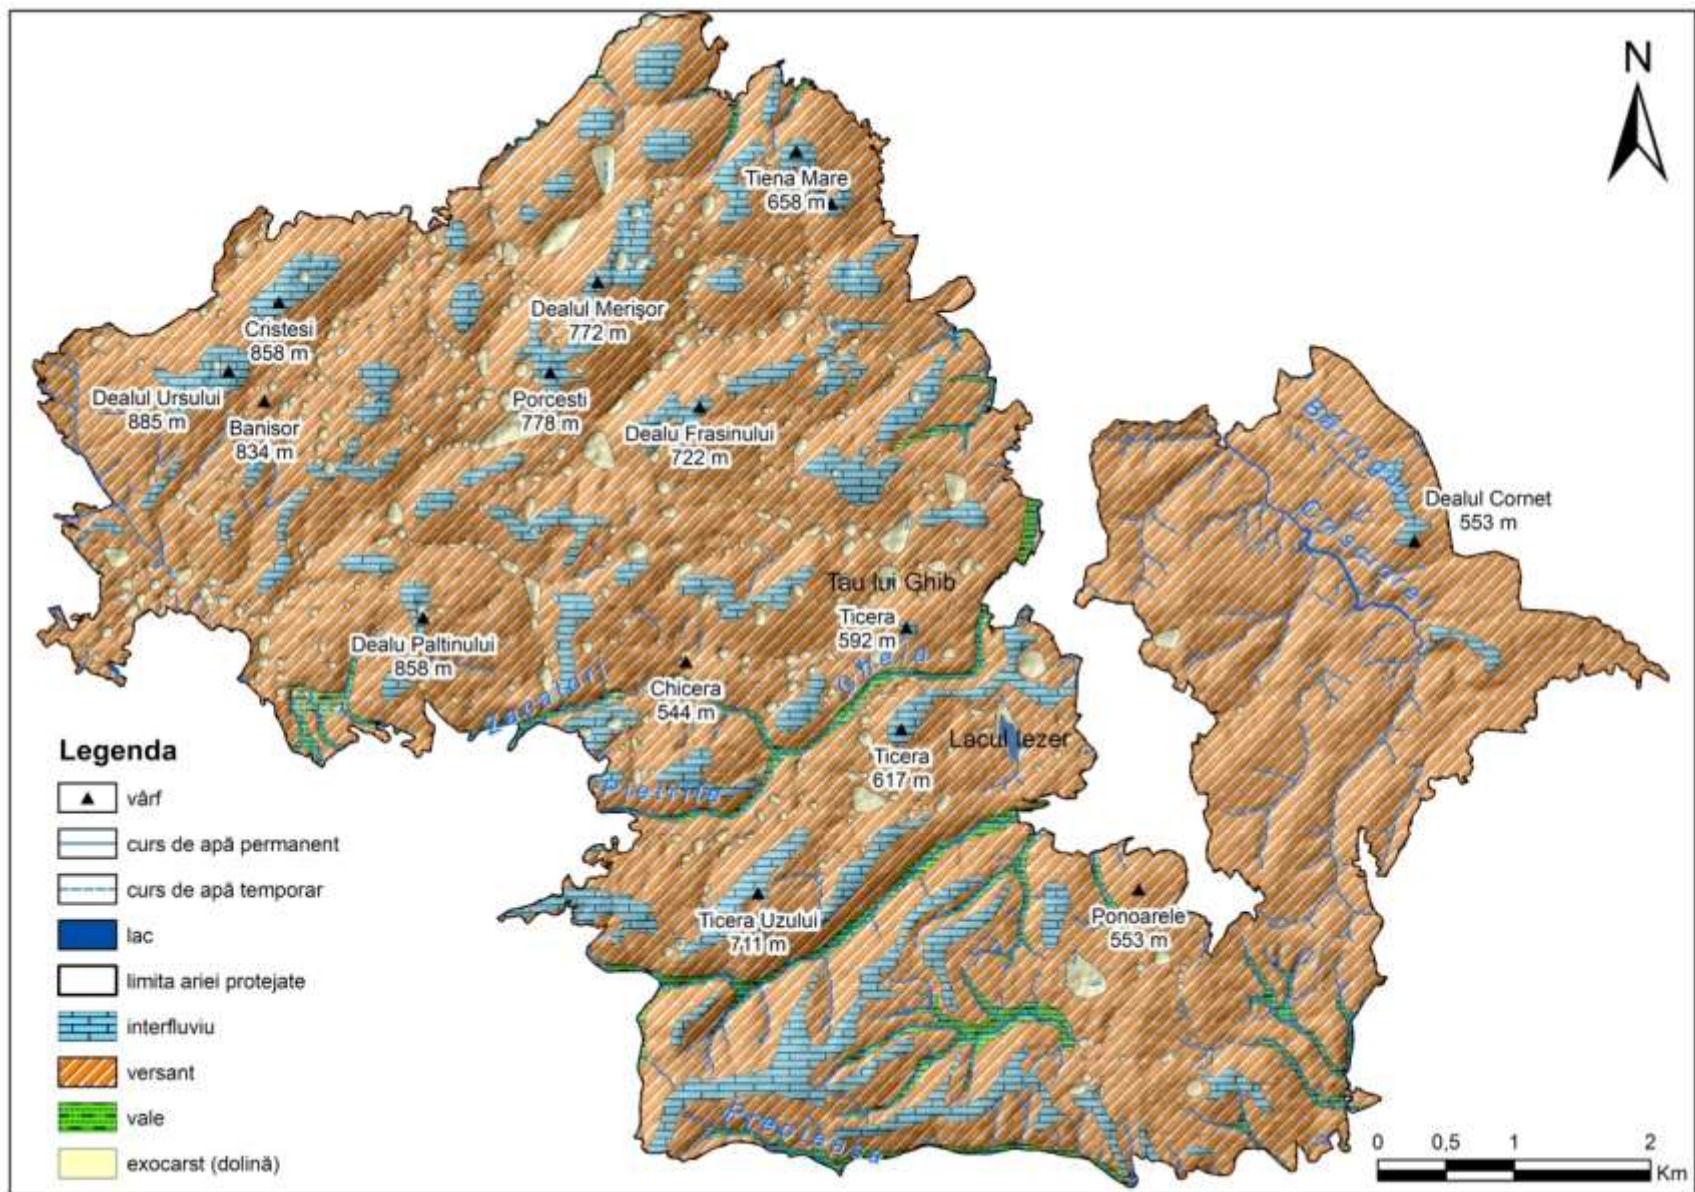 N
Tiena Mare
658 m
Dealul Merişor
772 m
Cristesi
858 m
Dealul Ursului
885 m
Banisor
834 m
Porcesti
778 m
Dealu Frasinului
722 m
Dealul Cornet
553 m
Tau lui Ghib
Ticera
592 m
Dealu Paltinului
858 m
Chicera
544 m
Zapolari
Ghela
Ticera
617 m
Lacul Iezer
Ticera Uzului
711 m
Ponoarele
553 m
Legenda
vârf
curs de apă permanent
curs de apă temporar
lac
limita ariei protejate
interfluviu
versant
vale
exocarst (dolină)
0 0,5 1 2
Km